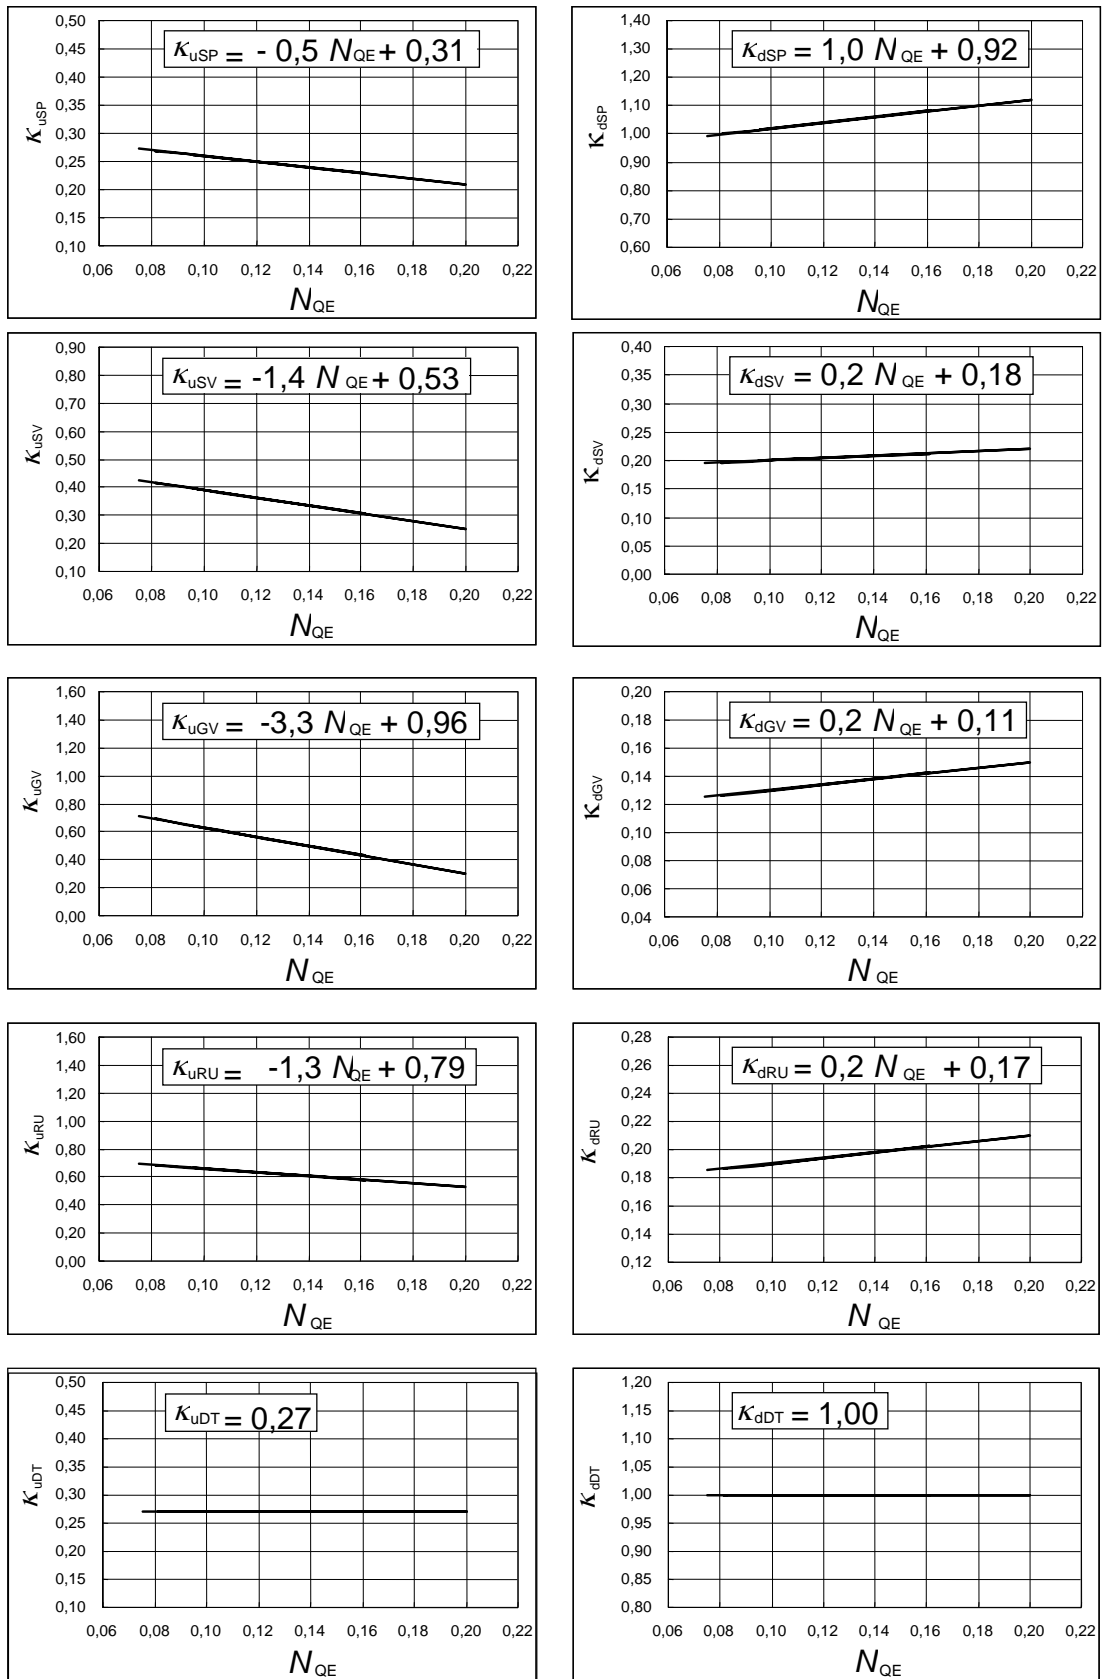 0,50
0,45
0,40
0,35
0,30
0,25
0,20
0,15
0,10
κuSP
κuSP = - 0,5 NQE + 0,31
0,06 0,08 0,10 0,12 0,14 0,16 0,18 0,20 0,22
NQE
1,40
1,20
1,20
1,10
1,00
0,90
0,80
0,70
0,60
κdSP
κdSP = 1,0 NQE + 0,92
0,06 0,08 0,10 0,12 0,14 0,16 0,18 0,20 0,22
NQE
0,90
0,80
0,70
0,60
0,50
0,40
0,30
0,20
0,10
κuSV
κuSV = -1,4 NQE + 0,53
0,06 0,08 0,10 0,12 0,14 0,16 0,18 0,20 0,22
NQE
0,40
0,35
0,30
0,25
0,20
0,15
0,10
0,05
0,00
κdSV
κdSV = 0,2 NQE + 0,18
0,06 0,08 0,10 0,12 0,14 0,16 0,18 0,20 0,22
NQE
1,60
1,40
1,20
1,00
0,80
0,60
0,40
0,20
0,00
κuGV
κuGV = -3,3 NQE + 0,96
0,06 0,08 0,10 0,12 0,14 0,16 0,18 0,20 0,22
NQE
0,20
0,18
0,16
0,14
0,12
0,10
0,08
0,06
0,04
κdGV
κdGV = 0,2 NQE + 0,11
0,06 0,08 0,10 0,12 0,14 0,16 0,18 0,20 0,22
NQE
1,60
1,40
1,20
1,00
0,80
0,60
0,40
0,20
0,00
κuRU
κuRU = -1,3 NQE + 0,79
0,06 0,08 0,10 0,12 0,14 0,16 0,18 0,20 0,22
NQE
0,28
0,26
0,24
0,22
0,20
0,18
0,16
0,14
0,12
κdRU
κdRU = 0,2 NQE + 0,17
0,06 0,08 0,10 0,12 0,14 0,16 0,18 0,20 0,22
NQE
0,50
0,45
0,40
0,35
0,30
0,25
0,20
0,15
0,10
κuDT
κuDT = 0,27
0,06 0,08 0,10 0,12 0,14 0,16 0,18 0,20 0,22
NQE
1,20
1,15
1,10
1,05
1,00
0,95
0,90
0,85
0,80
κdDT
κdDT = 1,00
0,06 0,08 0,10 0,12 0,14 0,16 0,18 0,20 0,22
NQE